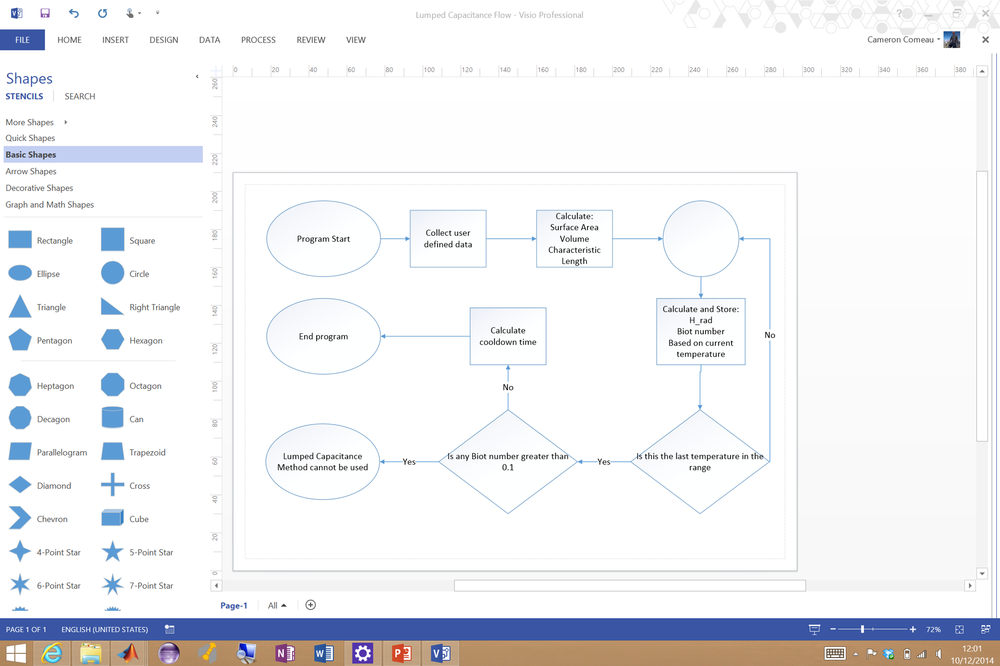 Lumped Capacitance Flow - Visio Professional
?
FILE HOME INSERT DESIGN DATA PROCESS REVIEW VIEW
Cameron Comeau
Shapes
STENCILS SEARCH
More Shapes
Quick Shapes
Basic Shapes
Arrow Shapes
Decorative Shapes
Graph and Math Shapes
Rectangle Square
Ellipse Circle
Triangle Right Triangle
Pentagon Hexagon
Heptagon Octagon
Decagon Can
Parallelogram Trapezoid
Diamond Cross
Chevron Cube
4-Point Star 5-Point Star
6-Point Star 7-Point Star
0 20 40 60 80 100 120 140 160 180 200 220 240 260 280 300 320 340 360 380
260
240
220
200
180
160
140
120
100
80
60
40
20
0
Program Start
Collect user
defined data
Calculate:
Surface Area
Volume
Characteristic
Length
End program
Calculate
cooldown time
Calculate and Store:
H_rad
Biot number
Based on current
temperature
No
No
Lumped Capacitance
Method cannot be used
Yes
Is any Biot number greater than
0.1
Yes
Is this the last temperature in the
range
Page-1 All
PAGE 1 OF 1 ENGLISH (UNITED STATES)
72%
N W P V
12:01
10/12/2014